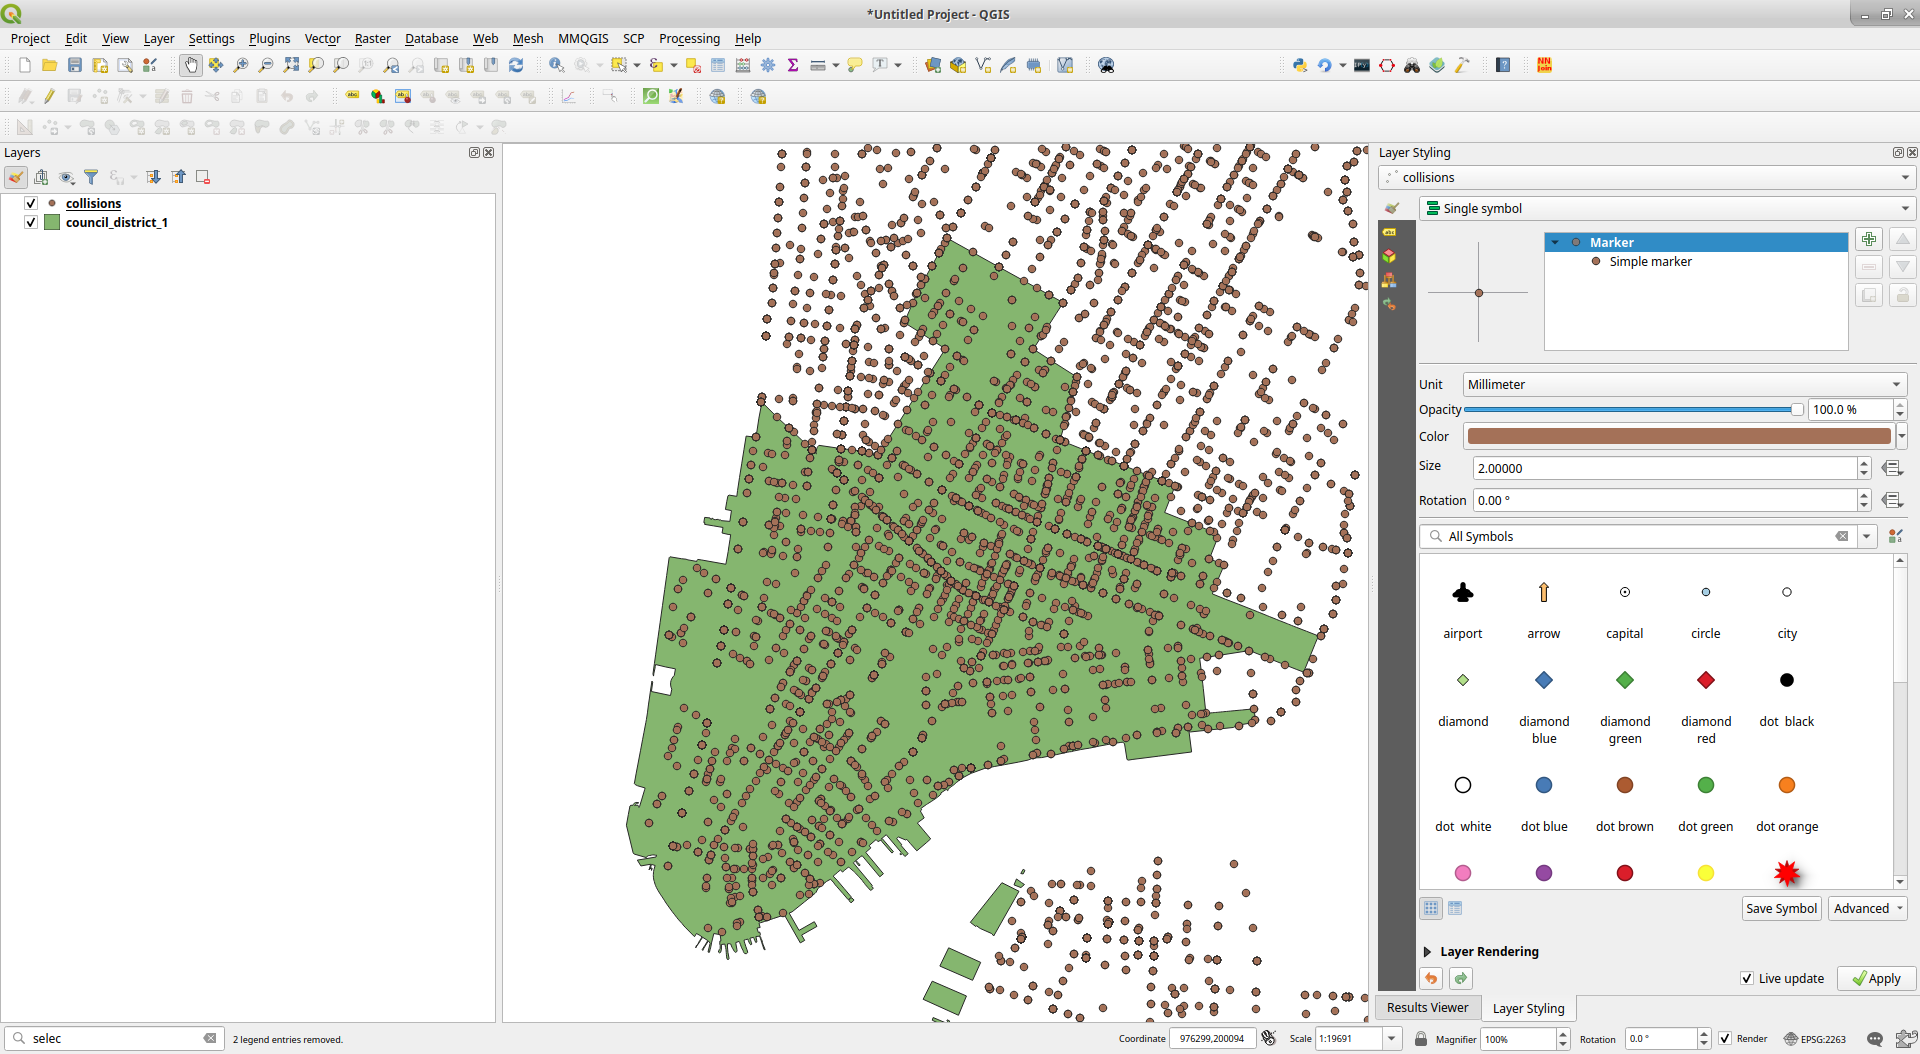 *Untitled Project - QGIS
Project Edit View Layer Settings Plugins Vector Raster Database Web Mesh MMQGIS SCP Processing Help
Layers
collisions
council_district_1
Layer Styling
collisions
Single symbol
Marker
Simple marker
Unit Millimeter
Opacity 100.0 %
Color
Size 2.00000
Rotation 0.00 °
All Symbols
airport arrow capital circle city
diamond diamond blue diamond green diamond red dot black
dot white dot blue dot brown dot green dot orange
Save Symbol Advanced
Layer Rendering
Live update Apply
Results Viewer Layer Styling
selec 2 legend entries removed. Coordinate 976299,200094 Scale 1:19691 Magnifier 100% Rotation 0.0 ° Render EPSG:2263